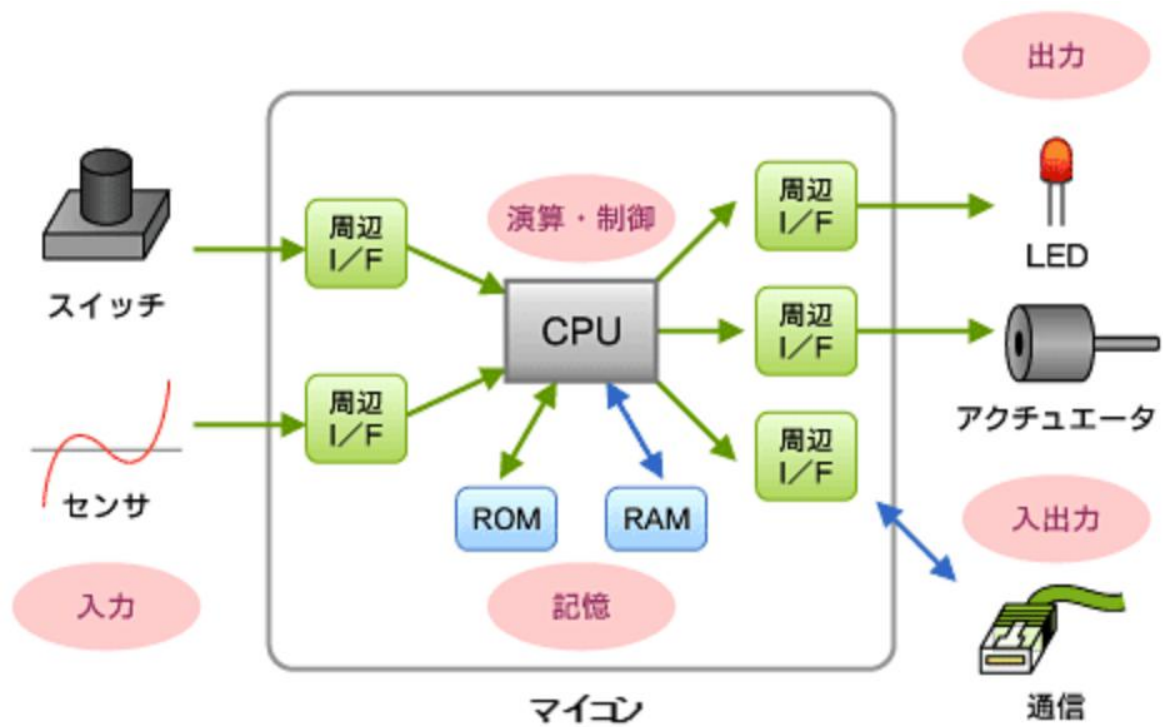 出力
演算・制御
周辺
I/F
周辺
I/F
LED
スイッチ
CPU
周辺
I/F
アクチュエータ
周辺
I/F
周辺
I/F
センサ
ROM
RAM
入出力
入力
記憶
通信
マイコン